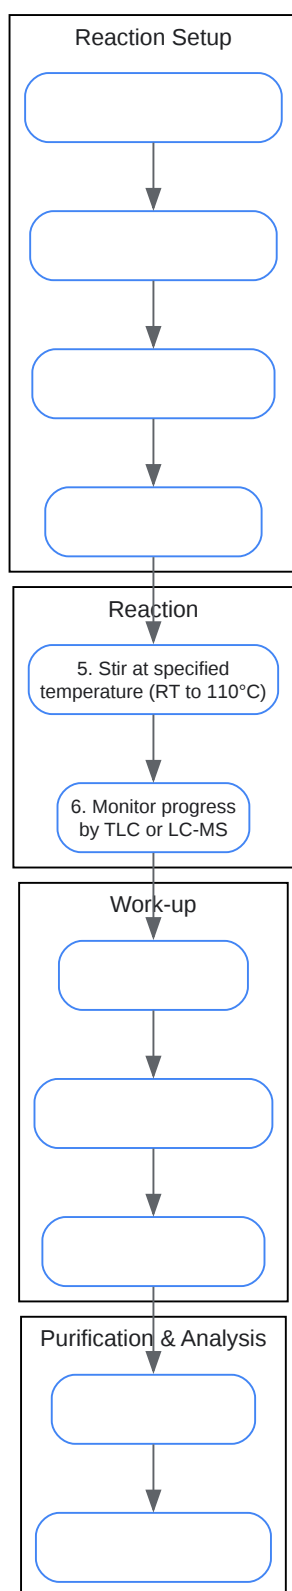 Reaction Setup
Reaction
5. Stir at specified
temperature (RT to 110°C)
6. Monitor progress
by TLC or LC-MS
Work-up
Purification & Analysis